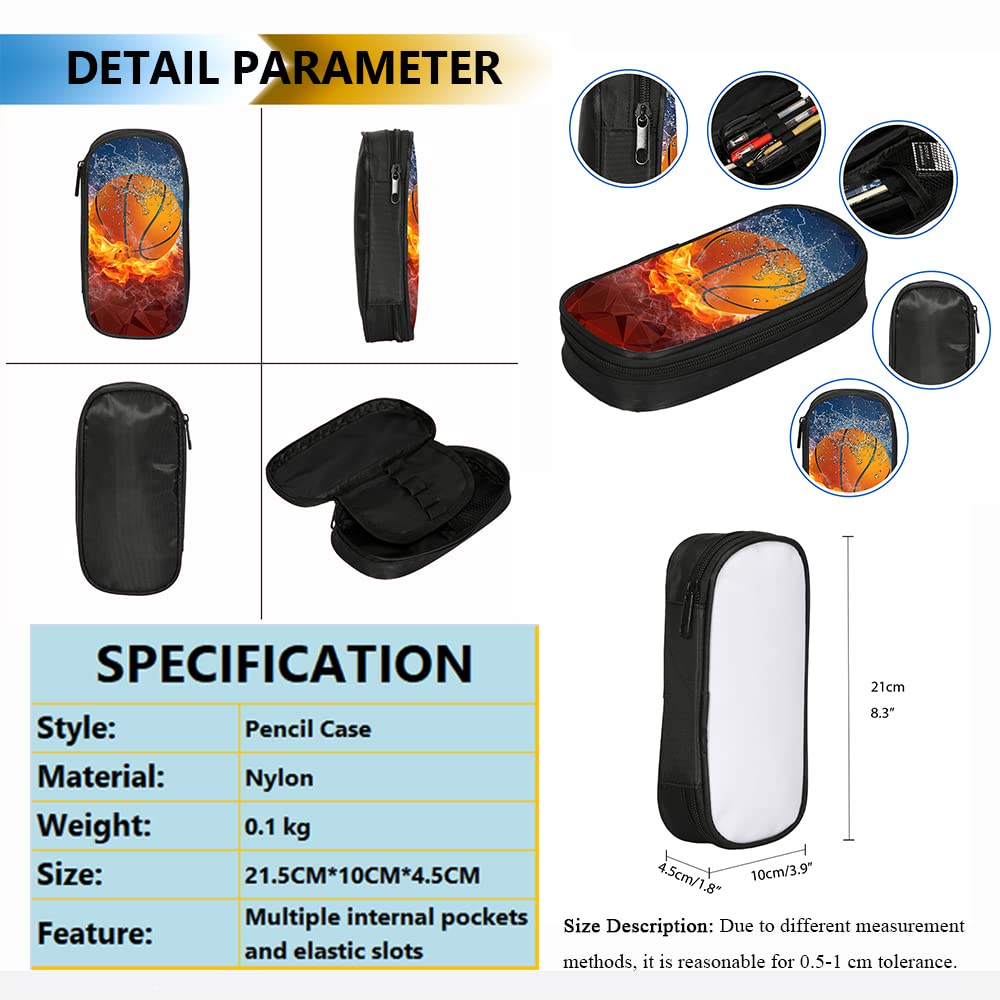 DETAIL PARAMETER
SPECIFICATION
Style: Pencil Case
Material: Nylon
Weight: 0.1 kg
Size: 21.5CM*10CM*4.5CM
Feature: Multiple internal pockets
and elastic slots
21cm
8.3”
4.5cm/1.8”
10cm/3.9”
Size Description: Due to different measurement
methods, it is reasonable for 0.5-1 cm tolerance.